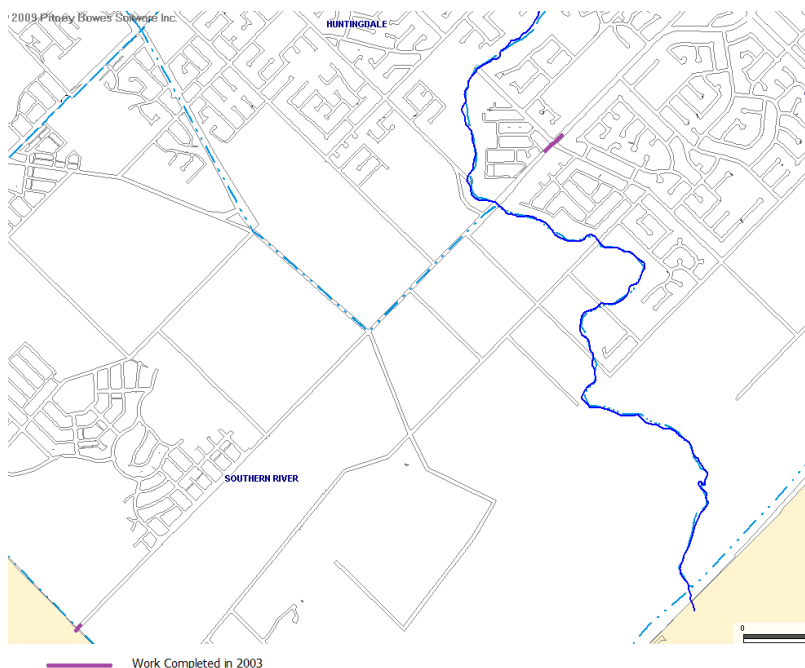 2009 Pitney Bowes Software Inc.
HUNTINGDALE
SOUTHERN RIVER
0
Work Completed in 2003